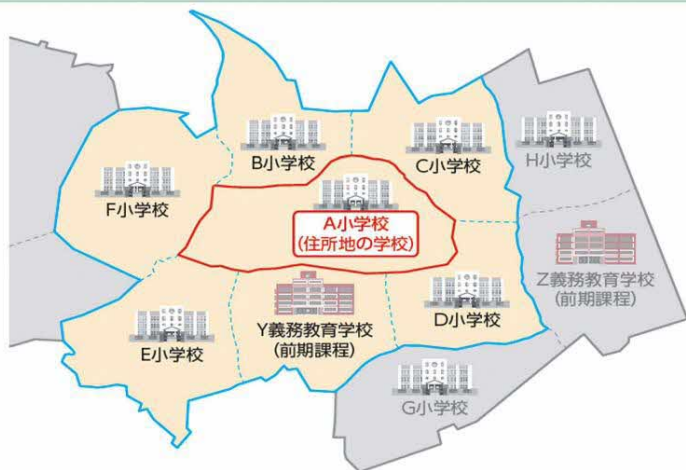 B小学校
C小学校
H小学校
F小学校
A小学校
(住所地の学校)
Z義務教育学校
(前期課程)
E小学校
Y義務教育学校
(前期課程)
D小学校
G小学校